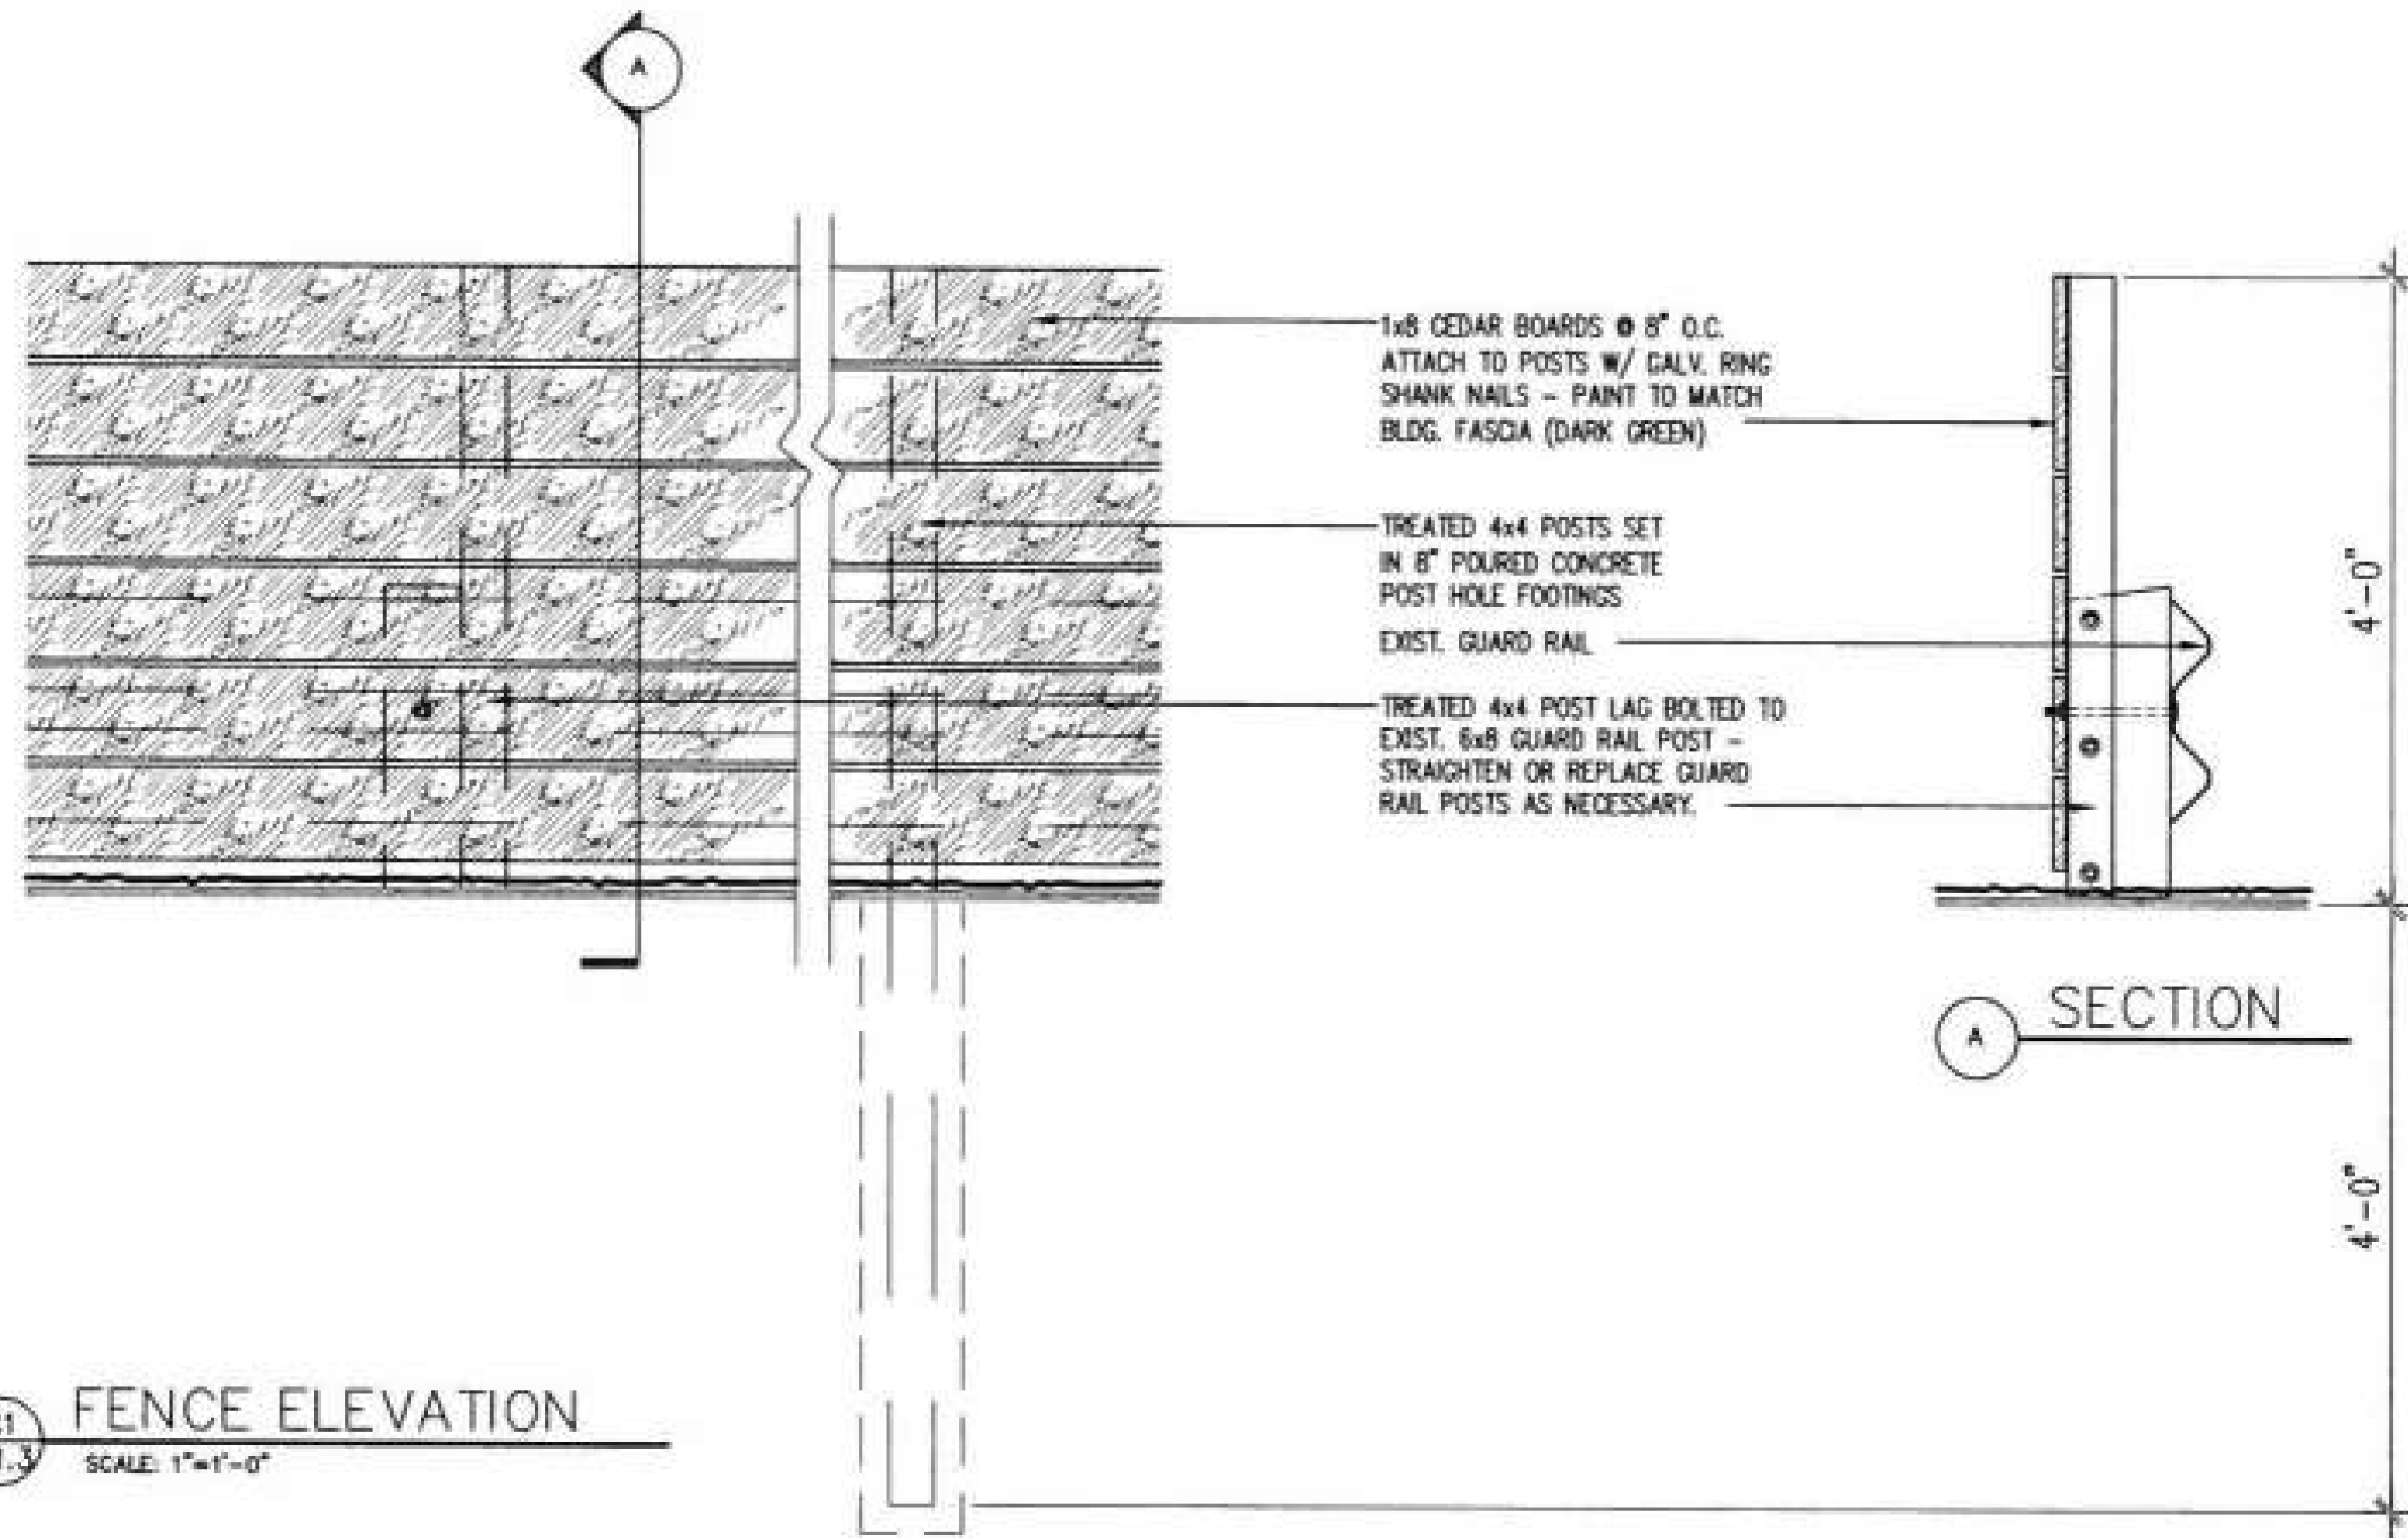 A
1x8 CEDAR BOARDS @ 8" O.C.
ATTACH TO POSTS W/ GALV. RING
SHANK NAILS - PAINT TO MATCH
BLDG. FASCIA (DARK GREEN)
TREATED 4x4 POSTS SET
IN 8" POURED CONCRETE
POST HOLE FOOTINGS
EXIST. GUARD RAIL
TREATED 4x4 POST LAG BOLTED TO
EXIST. 6x8 GUARD RAIL POST -
STRAIGHTEN OR REPLACE GUARD
RAIL POSTS AS NECESSARY.
4'-0"
A SECTION
4'-0"
FENCE ELEVATION
SCALE: 1"=1'-0"